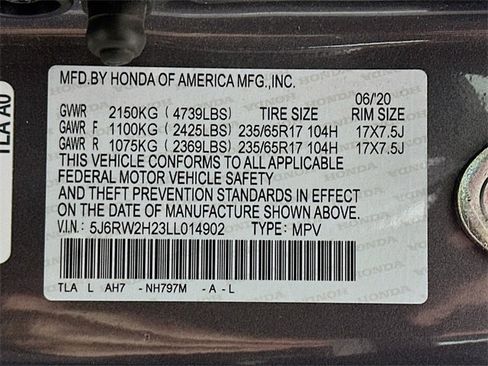 MFD.BY HONDA OF AMERICA MFG.,INC.
06/'20
GVWR 2150KG ( 4739LBS) TIRE SIZE RIM SIZE
GAWR F 1100KG ( 2425LBS) 235/65R17 104H 17X7.5J
GAWR R 1075KG ( 2369LBS) 235/65R17 104H 17X7.5J
THIS VEHICLE CONFORMS TO ALL APPLICABLE
FEDERAL MOTOR VEHICLE SAFETY
AND THEFT PREVENTION STANDARDS IN EFFECT
ON THE DATE OF MANUFACTURE SHOWN ABOVE.
V.I.N: 5J6RW2H23LL014902 TYPE: MPV
TLA L AH7 -NH797M -A-L
TLA A0